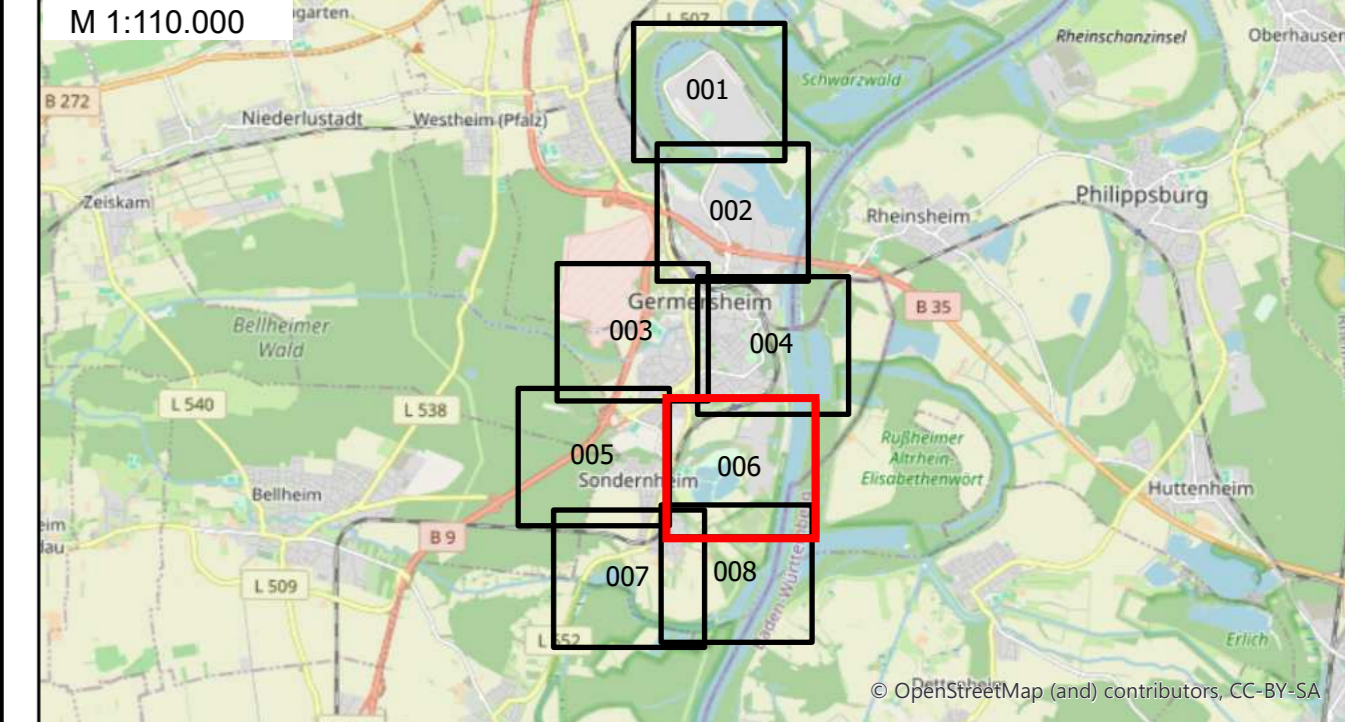 M 1:110.000
ngarten
L 507
Rheinschanzinsel
Oberhausen
Schwarzwald
001
B 272
Niederlustadt
Westheim (Pfalz)
Zeiskam
002
Rheinsheim
Philippsburg
Germersheim
B 35
Bellheimer
Wald
003
004
L 540
L 538
Rußheimer
Altrhein-
Elisabethenwört
005
006
Sondernheim
Huttenheim
Bellheim
eim
B 9
L 509
007
008
L 552
Baden-Württemberg
Erlich
Dettenheim
© OpenStreetMap (and) contributors, CC-BY-SA